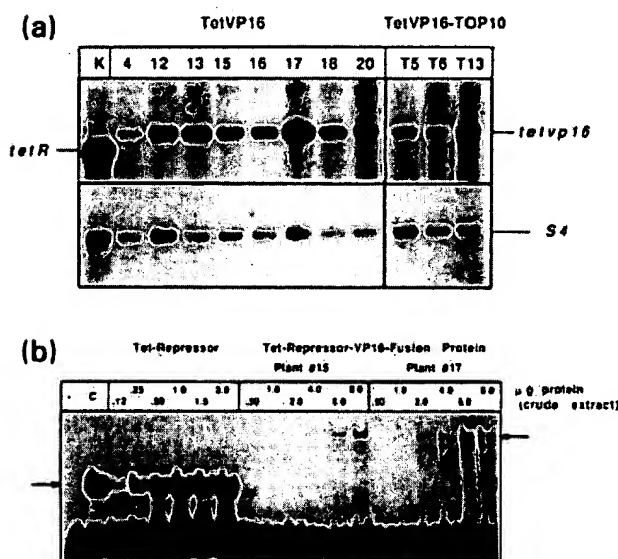 (a)
TetVP16 TetVP16-TOP10
K 4 12 13 15 16 17 18 20 T5 T6 T13
tetR tetvp16
S4
(b)
Tet-Repressor Tet-Repressor-VP16-Fusion Protein
Plant #15 Plant #17
- C .25 1.0 3.0 1.0 4.0 8.0 1.0 4.0 8.0 µg protein
.12 .50 1.5 .50 2.0 6.0 .50 2.0 6.0 (crude extract)